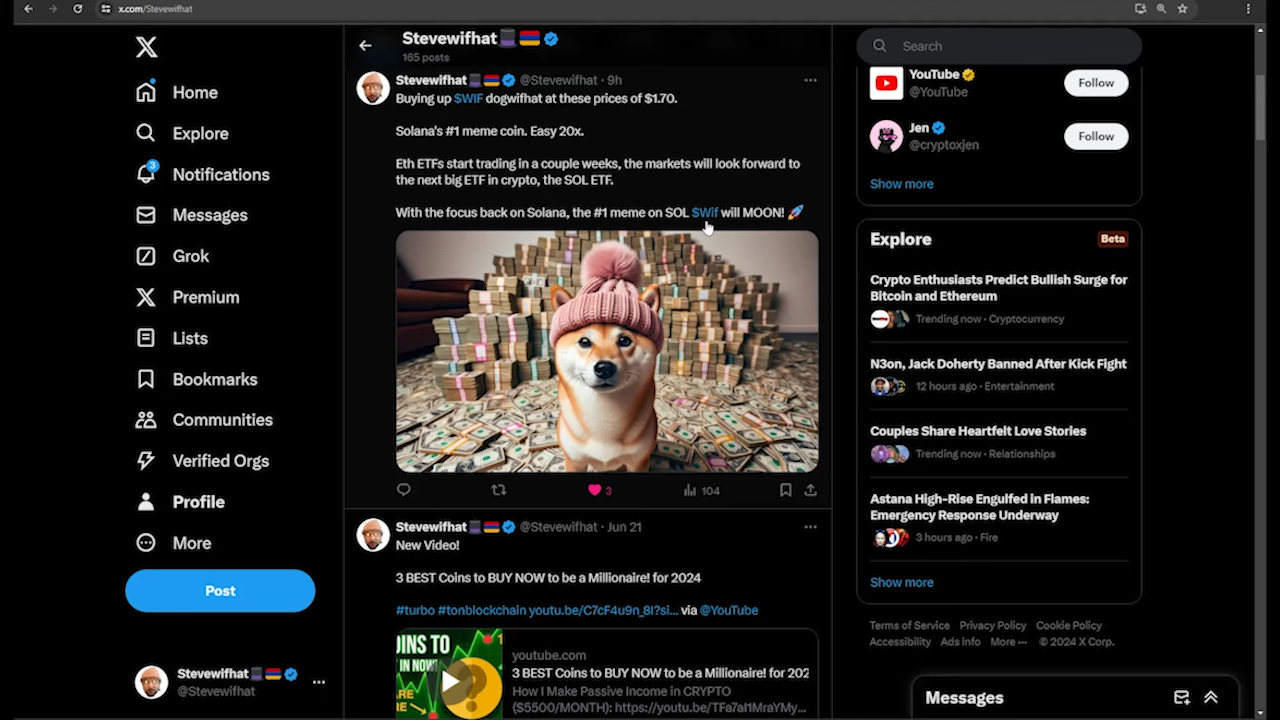 x.com/Stevewifhat
Stevewifhat
165 posts
Search
Home
Explore
3
Notifications
Messages
Grok
Premium
Lists
Bookmarks
Communities
Verified Orgs
Profile
More
Post
Stevewifhat
@Stevewifhat
Stevewifhat @Stevewifhat · 9h
Buying up $WIF dogwifhat at these prices of $1.70.
Solana's #1 meme coin. Easy 20x.
Eth ETFs start trading in a couple weeks, the markets will look forward to
the next big ETF in crypto, the SOL ETF.
With the focus back on Solana, the #1 meme on SOL $Wif will MOON! 🚀
3
104
Stevewifhat @Stevewifhat · Jun 21
New Video!
3 BEST Coins to BUY NOW to be a Millionaire! for 2024
#turbo #tonblockchain youtu.be/C7cF4u9n_8I?si... via @YouTube
OINS TO
IN NOW!
ARE
RE
youtube.com
3 BEST Coins to BUY NOW to be a Millionaire! for 202
How I Make Passive Income in CRYPTO
($5500/MONTH): https://youtu.be/TFa7al1MraYMy...
YouTube
@YouTube
Follow
Jen
@cryptoxjen
Follow
Show more
Explore
Beta
Crypto Enthusiasts Predict Bullish Surge for
Bitcoin and Ethereum
Trending now · Cryptocurrency
N3on, Jack Doherty Banned After Kick Fight
12 hours ago · Entertainment
Couples Share Heartfelt Love Stories
Trending now · Relationships
Astana High-Rise Engulfed in Flames:
Emergency Response Underway
3 hours ago · Fire
Show more
Terms of Service Privacy Policy Cookie Policy
Accessibility Ads info More ··· © 2024 X Corp.
Messages